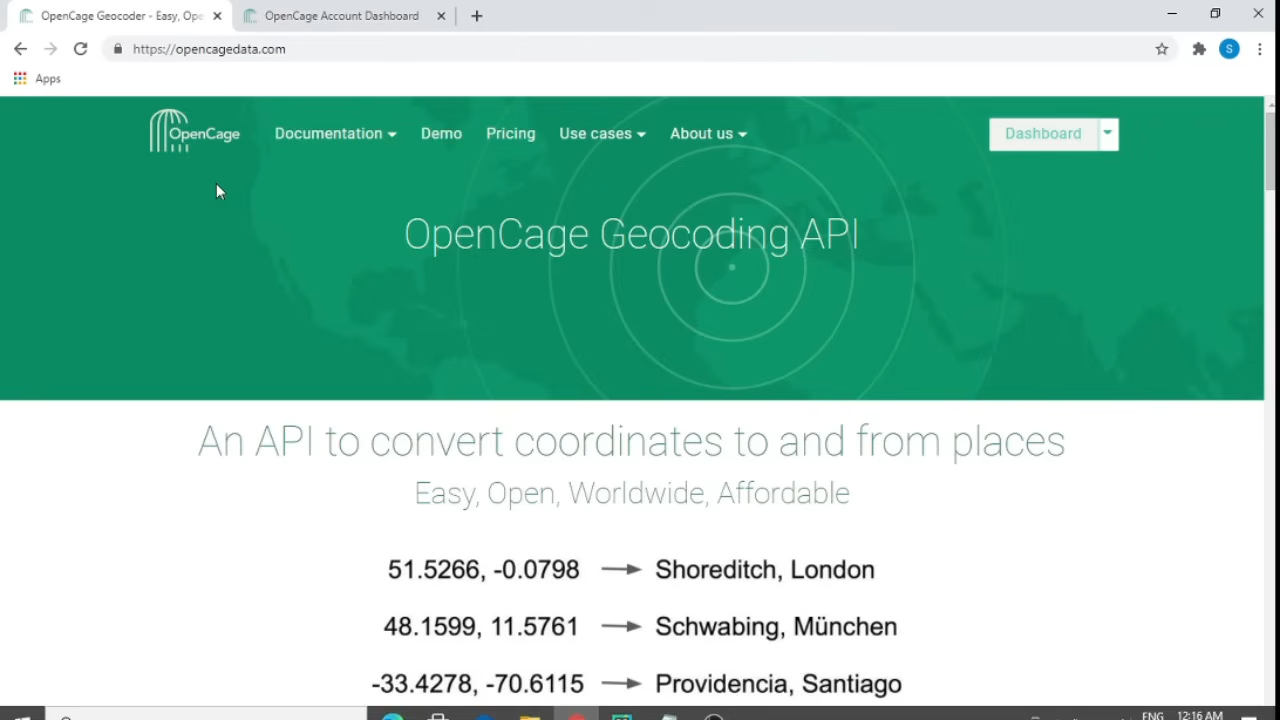 OpenCage Geocoder - Easy, Ope
OpenCage Account Dashboard
https://opencagedata.com
S
Apps
OpenCage
Documentation
Demo
Pricing
Use cases
About us
Dashboard
OpenCage Geocoding API
An API to convert coordinates to and from places
Easy, Open, Worldwide, Affordable
51.5266, -0.0798 → Shoreditch, London
48.1599, 11.5761 → Schwabing, München
-33.4278, -70.6115 → Providencia, Santiago
ENG 12:16 AM